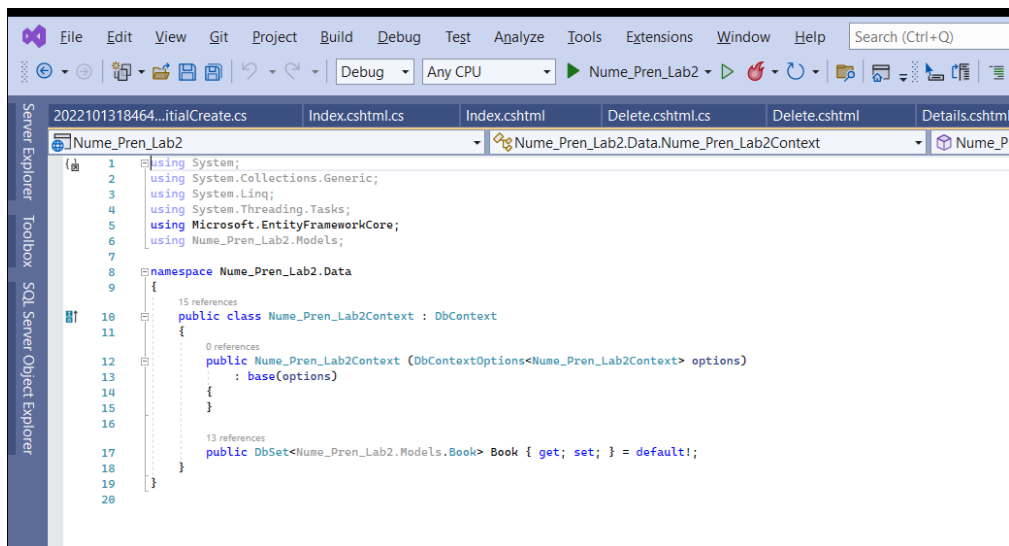 File Edit View Git Project Build Debug Test Analyze Tools Extensions Window Help Search (Ctrl+Q)
Debug Any CPU Nume_Pren_Lab2
2022101318464...itialCreate.cs Index.cshtml.cs Index.cshtml Delete.cshtml.cs Delete.cshtml Details.cshtml
Nume_Pren_Lab2 Nume_Pren_Lab2.Data.Nume_Pren_Lab2Context Nume_P
Server Explorer
Toolbox
SQL Server Object Explorer
1 using System;
2 using System.Collections.Generic;
3 using System.Linq;
4 using System.Threading.Tasks;
5 using Microsoft.EntityFrameworkCore;
6 using Nume_Pren_Lab2.Models;
7
8 namespace Nume_Pren_Lab2.Data
9 {
15 references
10 public class Nume_Pren_Lab2Context : DbContext
11 {
0 references
12 public Nume_Pren_Lab2Context (DbContextOptions<Nume_Pren_Lab2Context> options)
13 : base(options)
14 {
15 }
16
13 references
17 public DbSet<Nume_Pren_Lab2.Models.Book> Book { get; set; } = default!;
18 }
19 }
20